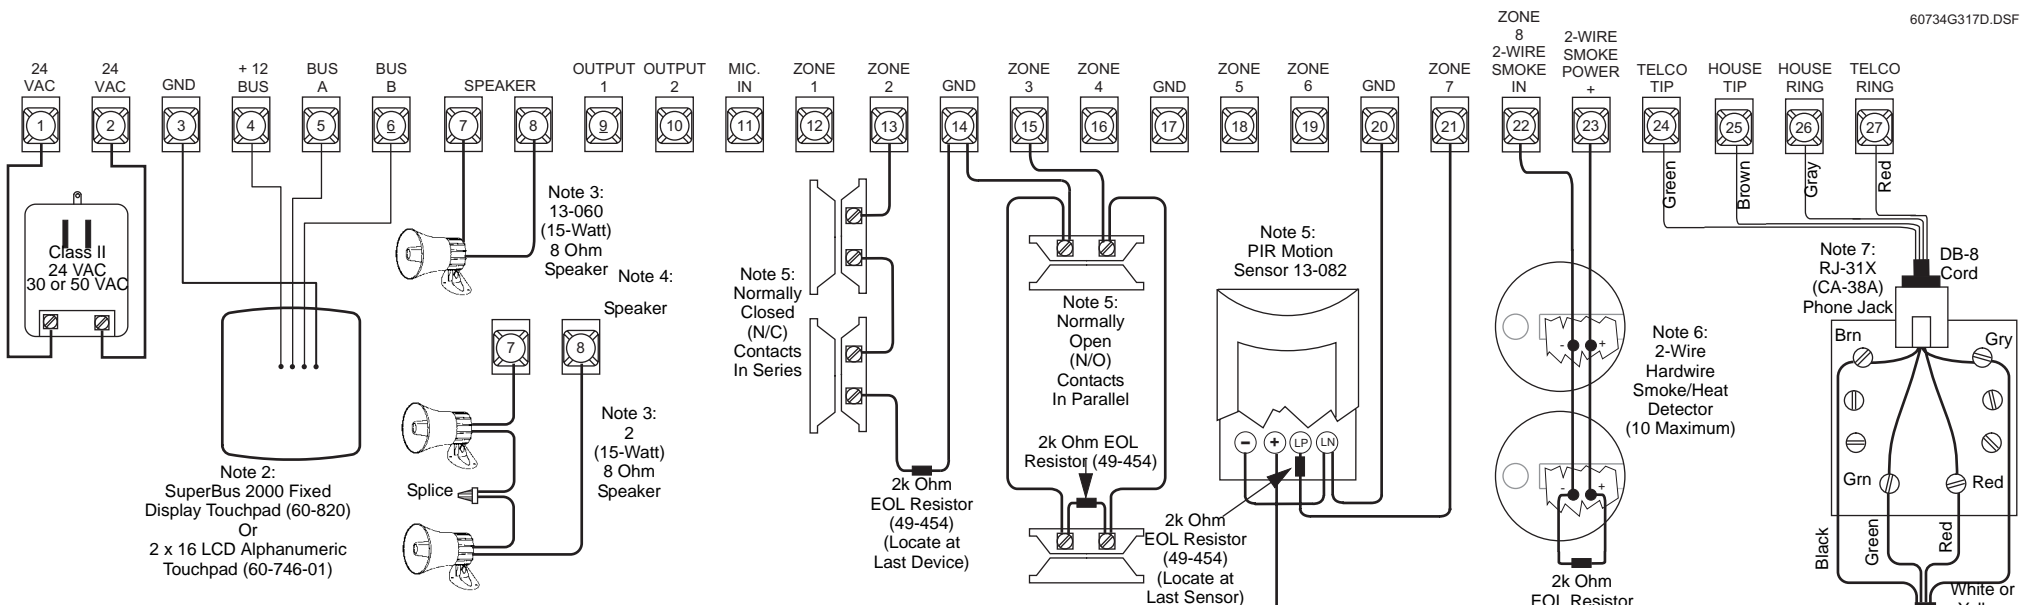 60734G317D.DSF
24
VAC
24
VAC
GND
+ 12
BUS
BUS
A
BUS
B
SPEAKER
OUTPUT
1
OUTPUT
2
MIC.
IN
ZONE
1
ZONE
2
GND
ZONE
3
ZONE
4
GND
ZONE
5
ZONE
6
GND
ZONE
7
ZONE
8
2-WIRE
SMOKE
IN
2-WIRE
SMOKE
POWER
+
TELCO
TIP
HOUSE
TIP
HOUSE
RING
TELCO
RING
1
2
3
4
5
6
7
8
9
10
11
12
13
14
15
16
17
18
19
20
21
22
23
24
25
26
27
Class II
24 VAC
30 or 50 VAC
Note 2:
SuperBus 2000 Fixed
Display Touchpad (60-820)
Or
2 x 16 LCD Alphanumeric
Touchpad (60-746-01)
Note 3:
13-060
(15-Watt)
8 Ohm
Speaker
Note 4:
Speaker
7
8
Note 3:
2
(15-Watt)
8 Ohm
Speaker
Splice
Note 5:
Normally
Closed
(N/C)
Contacts
In Series
2k Ohm
EOL Resistor
(49-454)
(Locate at
Last Device)
Note 5:
Normally
Open
(N/O)
Contacts
In Parallel
2k Ohm EOL
Resistor (49-454)
Note 5:
PIR Motion
Sensor 13-082
–
+
LP
LN
2k Ohm
EOL Resistor
(49-454)
(Locate at
Last Sensor)
-
+
-
+
Note 6:
2-Wire
Hardwire
Smoke/Heat
Detector
(10 Maximum)
2k Ohm
EOL Resistor
Green
Brown
Gray
Red
Note 7:
RJ-31X
(CA-38A)
Phone Jack
DB-8
Cord
Brn
Gry
Grn
Red
Black
Green
Red
White or